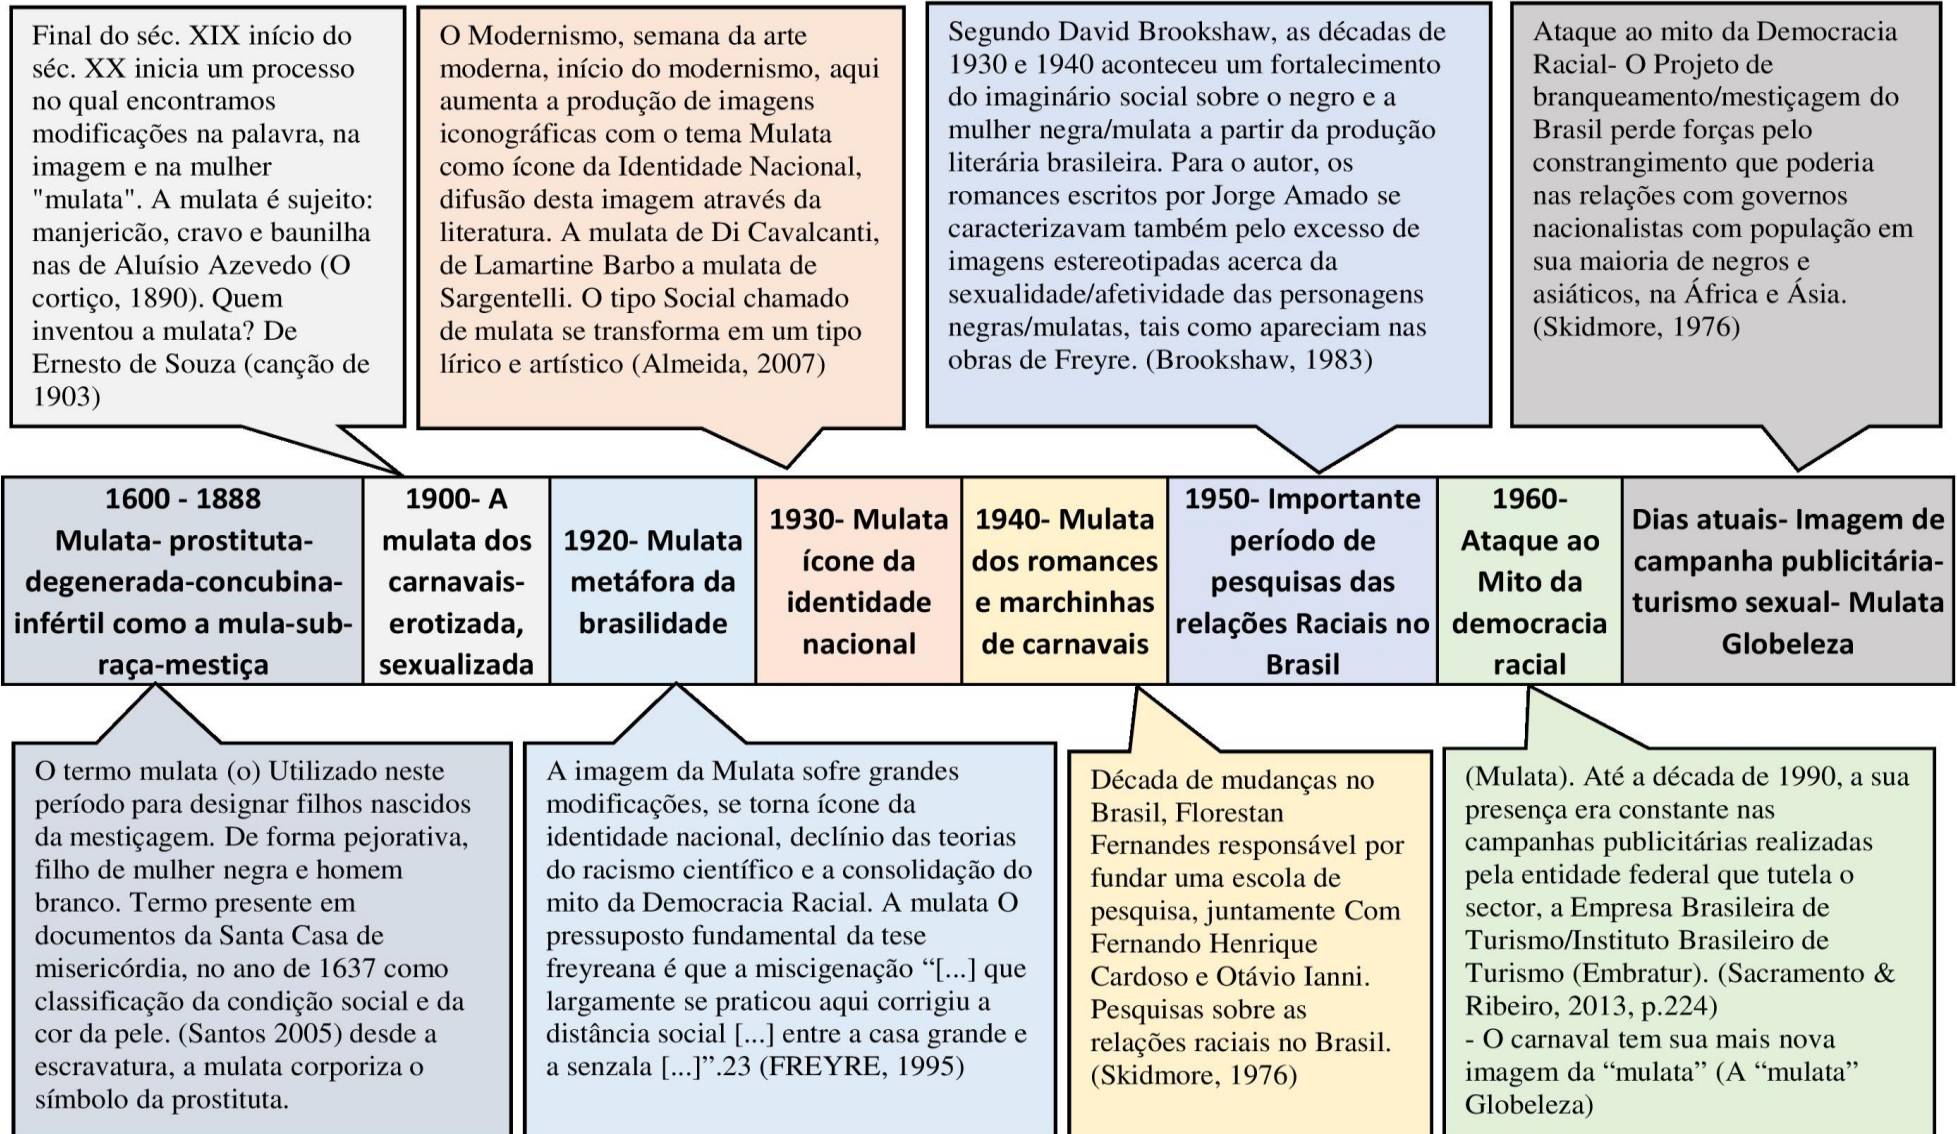 Final do séc. XIX início do
séc. XX inicia um processo
no qual encontramos
modificações na palavra, na
imagem e na mulher
"mulata". A mulata é sujeito:
manjericão, cravo e baunilha
nas de Aluísio Azevedo (O
cortiço, 1890). Quem
inventou a mulata? De
Ernesto de Souza (canção de
1903)
O Modernismo, semana da arte
moderna, início do modernismo, aqui
aumenta a produção de imagens
iconográficas com o tema Mulata
como ícone da Identidade Nacional,
difusão desta imagem através da
literatura. A mulata de Di Cavalcanti,
de Lamartine Barbo a mulata de
Sargentelli. O tipo Social chamado
de mulata se transforma em um tipo
lírico e artístico (Almeida, 2007)
Segundo David Brookshaw, as décadas de
1930 e 1940 aconteceu um fortalecimento
do imaginário social sobre o negro e a
mulher negra/mulata a partir da produção
literária brasileira. Para o autor, os
romances escritos por Jorge Amado se
caracterizavam também pelo excesso de
imagens estereotipadas acerca da
sexualidade/afetividade das personagens
negras/mulatas, tais como apareciam nas
obras de Freyre. (Brookshaw, 1983)
Ataque ao mito da Democracia
Racial- O Projeto de
branqueamento/mestiçagem do
Brasil perde forças pelo
constrangimento que poderia
nas relações com governos
nacionalistas com população em
sua maioria de negros e
asiáticos, na África e Ásia.
(Skidmore, 1976)
1600 - 1888
Mulata- prostituta-
degenerada-concubina-
infértil como a mula-sub-
raça-mestiça
1900- A
mulata dos
carnavais-
erotizada,
sexualizada
1920- Mulata
metáfora da
brasilidade
1930- Mulata
ícone da
identidade
nacional
1940- Mulata
dos romances
e marchinhas
de carnavais
1950- Importante
período de
pesquisas das
relações Raciais no
Brasil
1960-
Ataque ao
Mito da
democracia
racial
Dias atuais- Imagem de
campanha publicitária-
turismo sexual- Mulata
Globeleza
O termo mulata (o) Utilizado neste
período para designar filhos nascidos
da mestiçagem. De forma pejorativa,
filho de mulher negra e homem
branco. Termo presente em
documentos da Santa Casa de
misericórdia, no ano de 1637 como
classificação da condição social e da
cor da pele. (Santos 2005) desde a
escravatura, a mulata corporiza o
símbolo da prostituta.
A imagem da Mulata sofre grandes
modificações, se torna ícone da
identidade nacional, declínio das teorias
do racismo científico e a consolidação do
mito da Democracia Racial. A mulata O
pressuposto fundamental da tese
freyreana é que a miscigenação “[...] que
largamente se praticou aqui corrigiu a
distância social [...] entre a casa grande e
a senzala [...]”.23 (FREYRE, 1995)
Década de mudanças no
Brasil, Florestan
Fernandes responsável por
fundar uma escola de
pesquisa, juntamente Com
Fernando Henrique
Cardoso e Otávio Ianni.
Pesquisas sobre as
relações raciais no Brasil.
(Skidmore, 1976)
(Mulata). Até a década de 1990, a sua
presença era constante nas
campanhas publicitárias realizadas
pela entidade federal que tutela o
sector, a Empresa Brasileira de
Turismo/Instituto Brasileiro de
Turismo (Embratur). (Sacramento &
Ribeiro, 2013, p.224)
- O carnaval tem sua mais nova
imagem da “mulata” (A “mulata”
Globeleza)